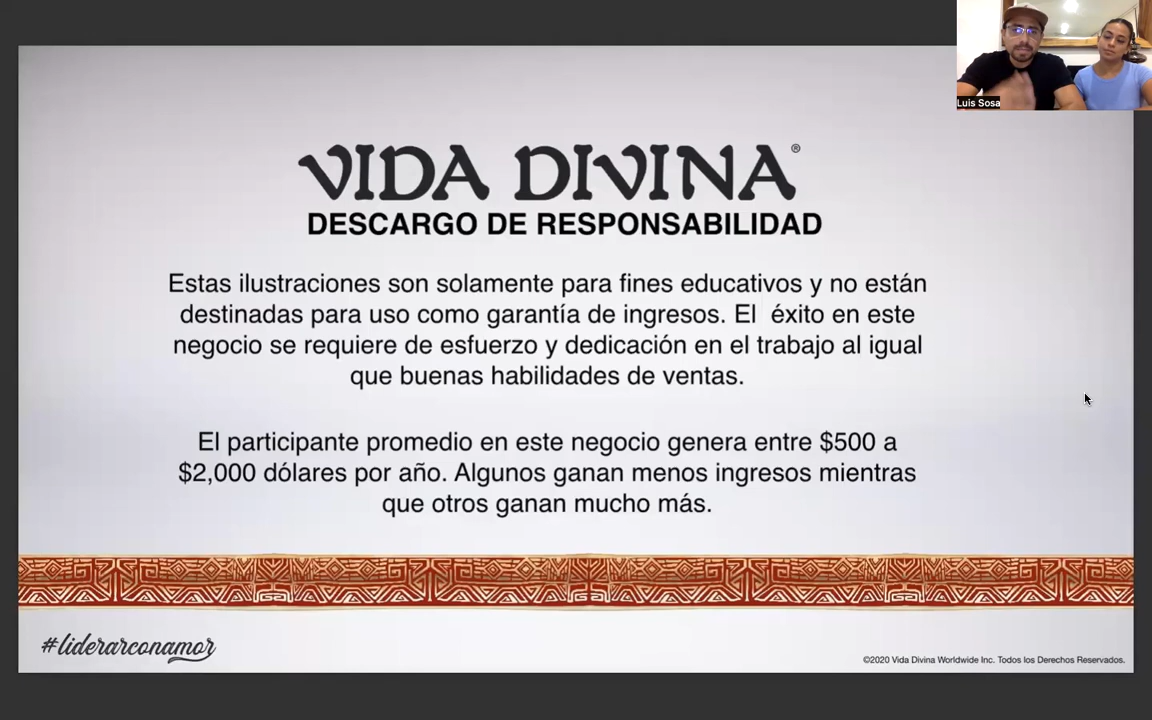 Luis Sosa
VIDA DIVINA®
DESCARGO DE RESPONSABILIDAD
Estas ilustraciones son solamente para fines educativos y no están
destinadas para uso como garantía de ingresos. El  éxito en este
negocio se requiere de esfuerzo y dedicación en el trabajo al igual
que buenas habilidades de ventas.
El participante promedio en este negocio genera entre $500 a
$2,000 dólares por año. Algunos ganan menos ingresos mientras
que otros ganan mucho más.
#liderarconamor
©2020 Vida Divina Worldwide Inc. Todos los Derechos Reservados.